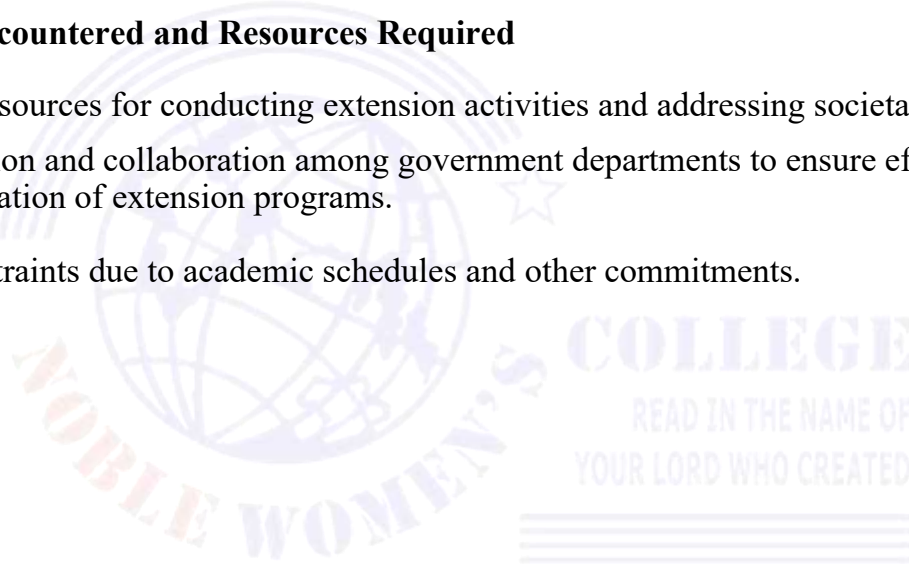 countered and Resources Required
sources for conducting extension activities and addressing societa
ion and collaboration among government departments to ensure ef
ation of extension programs.
traints due to academic schedules and other commitments.
NOBLE WOMEN'S COLLEGE
READ IN THE NAME OF
YOUR LORD WHO CREATED